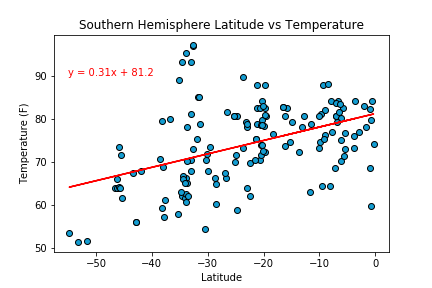 Southern Hemisphere Latitude vs Temperature
y = 0.31x + 81.2
Temperature (F)
90
80
70
60
50
−50
−40
−30
−20
−10
0
Latitude